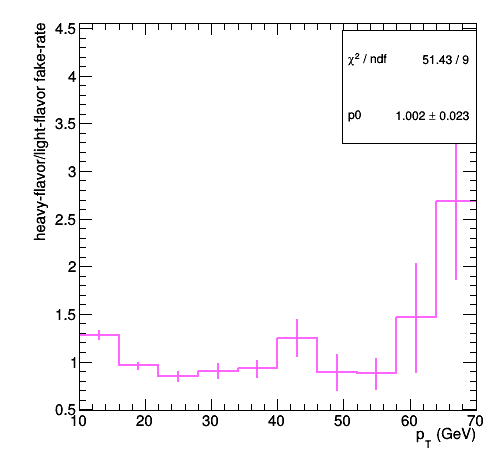 heavy-flavor/light-flavor fake-rate
4.5
4
3.5
3
2.5
2
1.5
1
0.5
χ² / ndf 51.43 / 9
p0 1.002 ± 0.023
10 20 30 40 50 60 70
p_T (GeV)